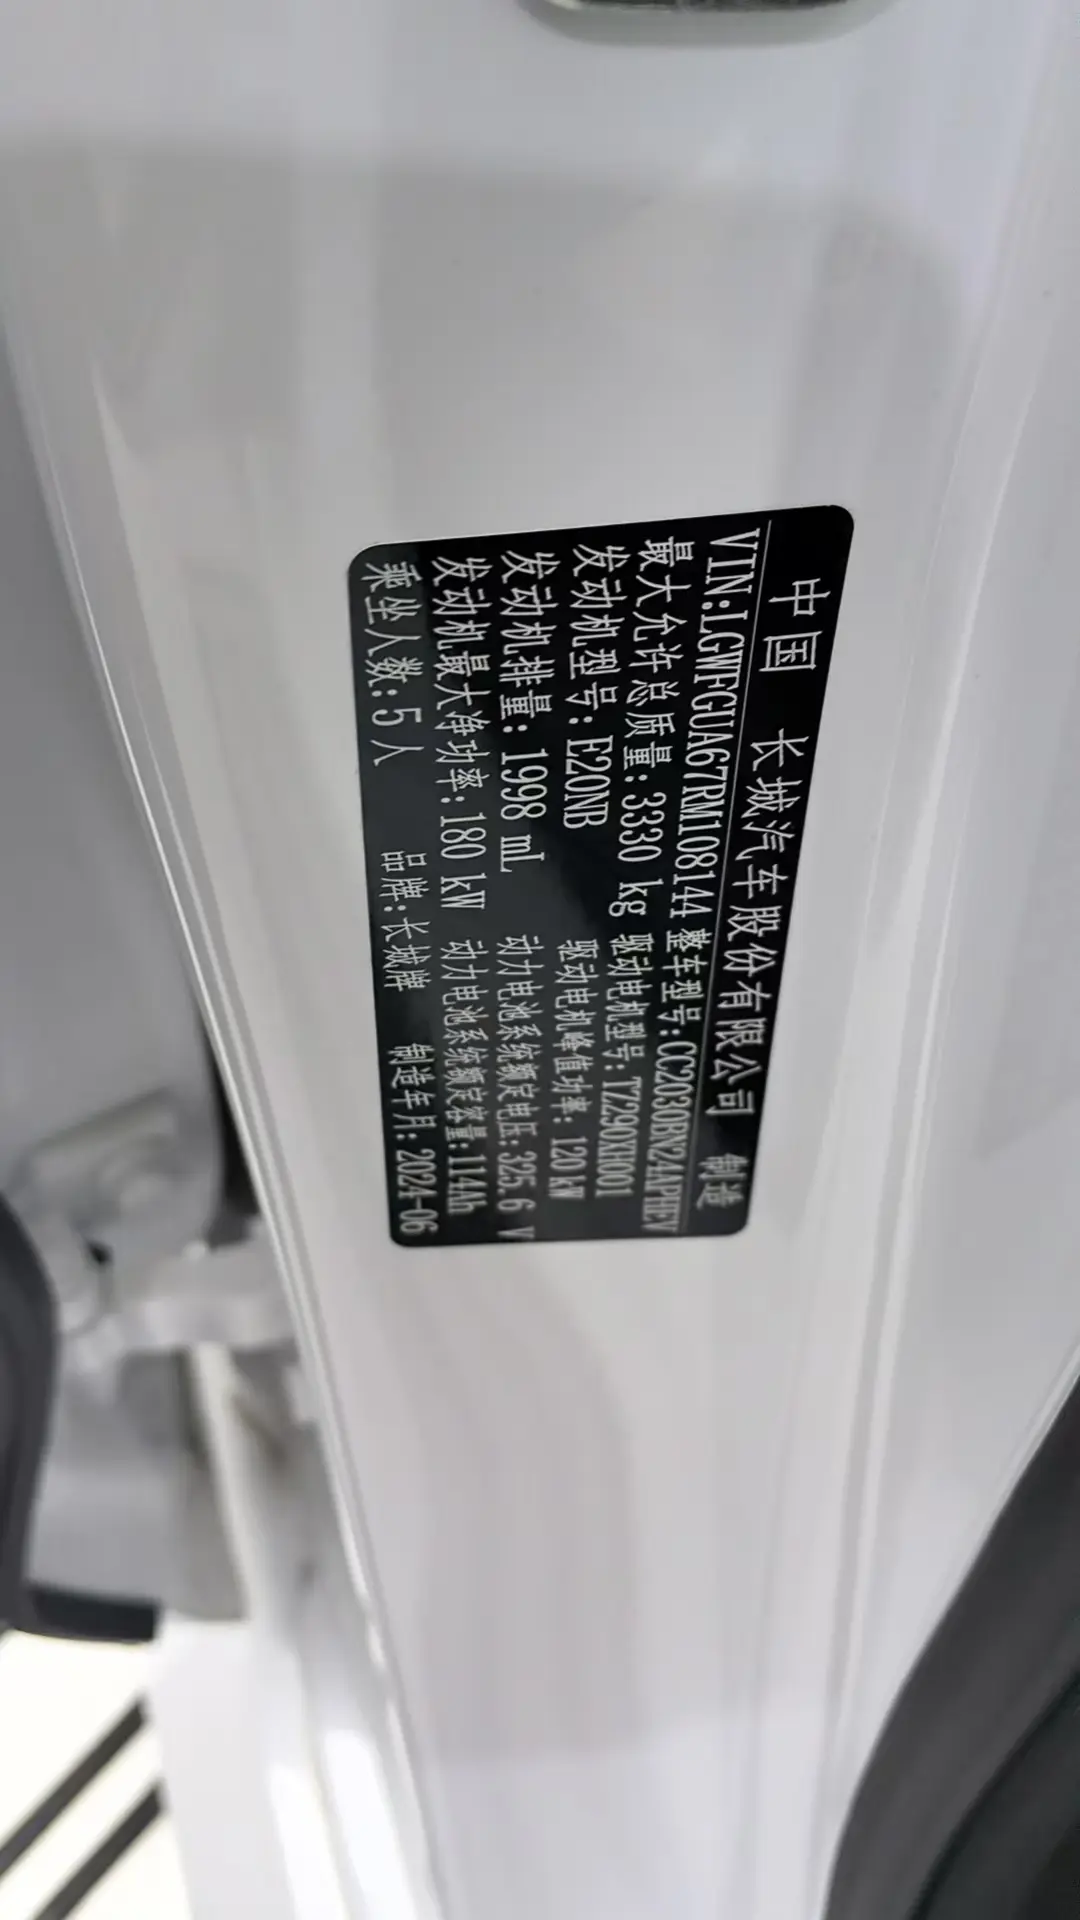 中国 长城汽车股份有限公司 制造
VIN:LGWFGUA67RM108144 整车型号:CC2030BN24APHEV
最大允许总质量:3330 kg 驱动电机型号:TZ290XH001
发动机型号:E20NB 驱动电机峰值功率:120kW
发动机排量:1998 mL 动力电池系统额定电压:325.6 V
发动机最大净功率:180 kW 动力电池系统额定容量:114Ah
乘坐人数:5人 品牌:长城牌 制造年月:2024-06